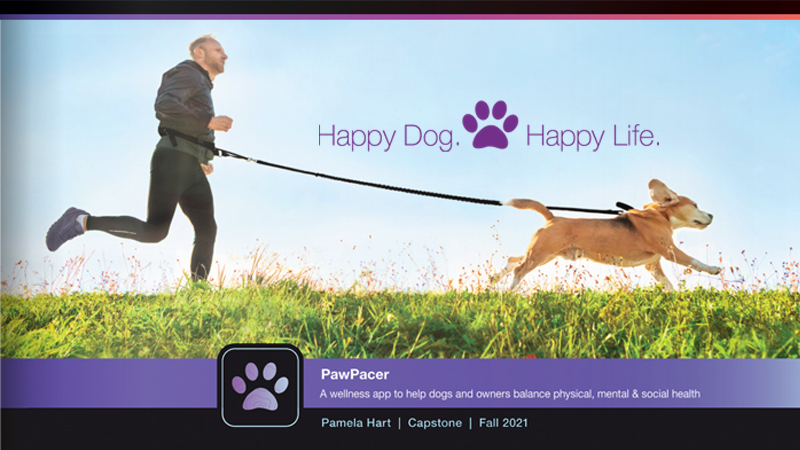 Happy Dog. Happy Life.
PawPacer
A wellness app to help dogs and owners balance physical, mental & social health
Pamela Hart | Capstone | Fall 2021